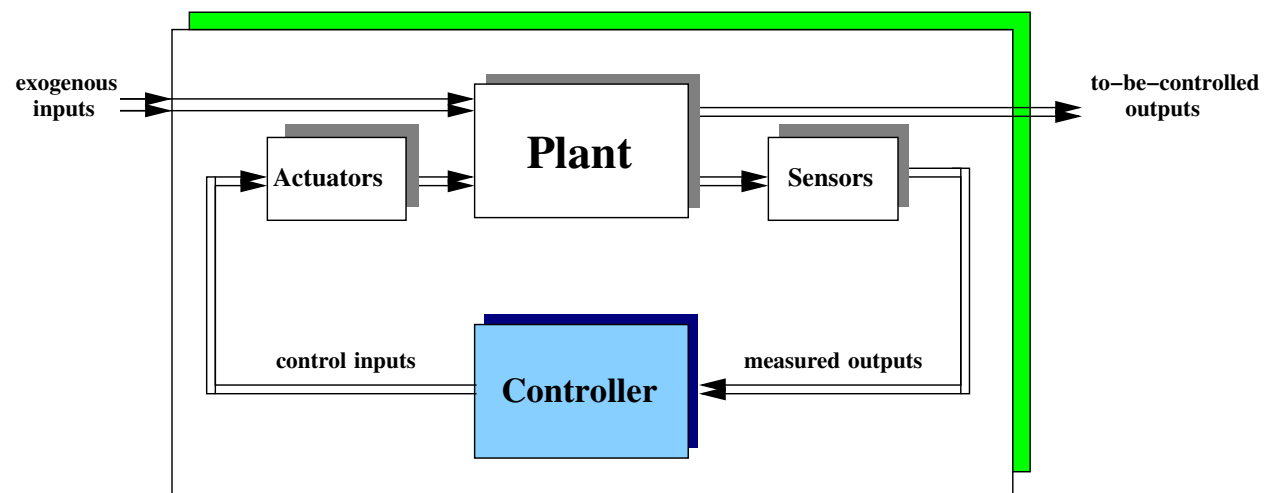 exogenous
inputs
to−be−controlled
outputs
Plant
Actuators
Sensors
control inputs
measured outputs
Controller